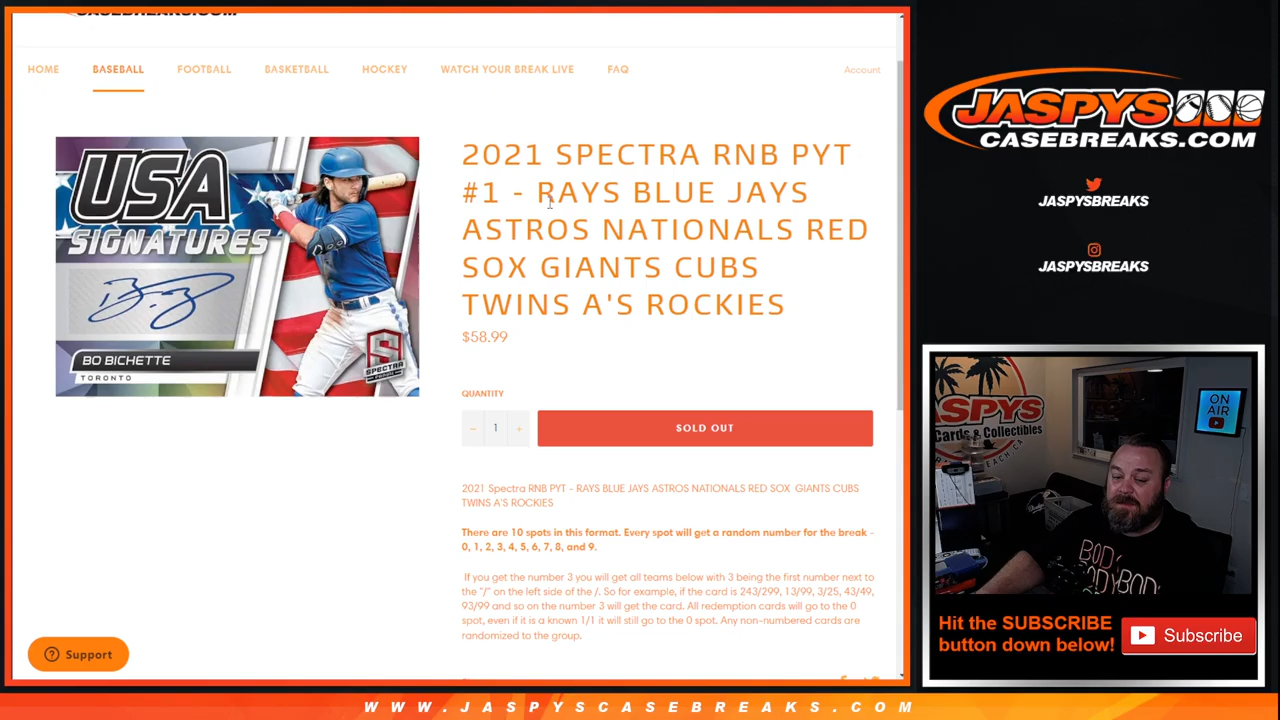 CASEBREAKS.COM
HOME BASEBALL FOOTBALL BASKETBALL HOCKEY WATCH YOUR BREAK LIVE FAQ Account
USA
SIGNATURES
BO BICHETTE
TORONTO
SPECTRA
2021 SPECTRA RNB PYT
#1 - RAYS BLUE JAYS
ASTROS NATIONALS RED
SOX GIANTS CUBS
TWINS A'S ROCKIES
$58.99
QUANTITY
− 1 +
SOLD OUT
2021 Spectra RNB PYT - RAYS BLUE JAYS ASTROS NATIONALS RED SOX GIANTS CUBS
TWINS A'S ROCKIES
There are 10 spots in this format. Every spot will get a random number for the break -
0, 1, 2, 3, 4, 5, 6, 7, 8, and 9.
If you get the number 3 you will get all teams below with 3 being the first number next to
the "/" on the left side of the /. So for example, if the card is 243/299, 13/99, 3/25, 43/49,
93/99 and so on the number 3 will get the card. All redemption cards will go to the 0
spot, even if it is a known 1/1 it will still go to the 0 spot. Any non-numbered cards are
randomized to the group.
Support
JASPYS
CASEBREAKS.COM
JASPYSBREAKS
JASPYSBREAKS
JASPYS
Cards & Collectibles
ON
AIR
Hit the SUBSCRIBE
button down below!
Subscribe
WWW.JASPYSCASEBREAKS.COM